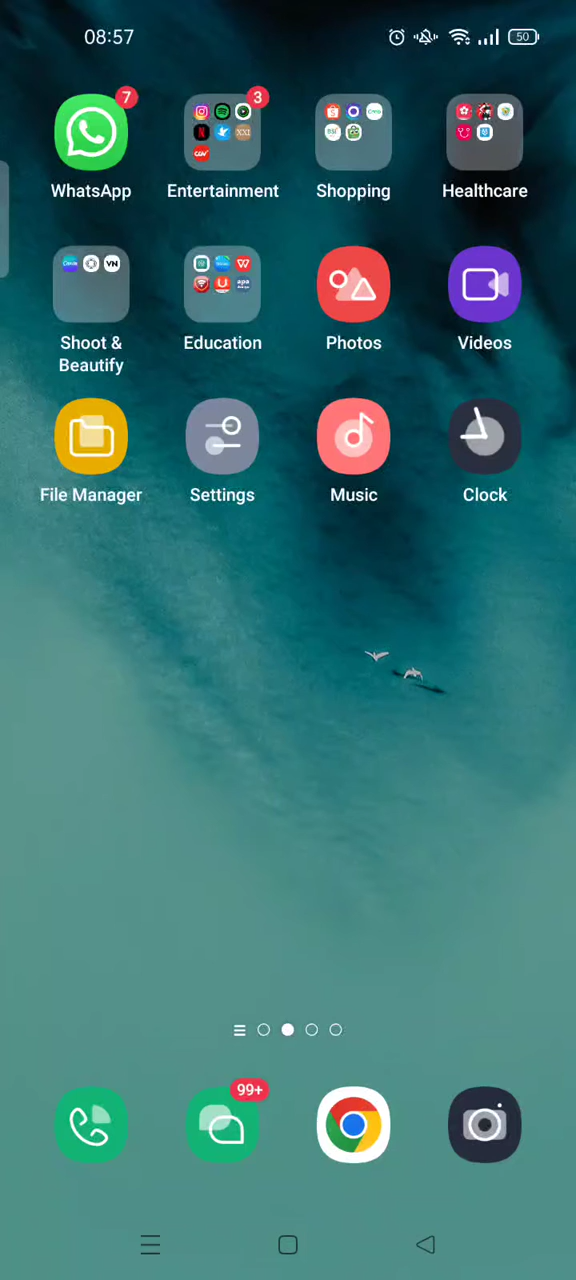 08:57
50
7
3
WhatsApp
Entertainment
Shopping
Healthcare
Shoot &
Beautify
Education
Photos
Videos
File Manager
Settings
Music
Clock
99+